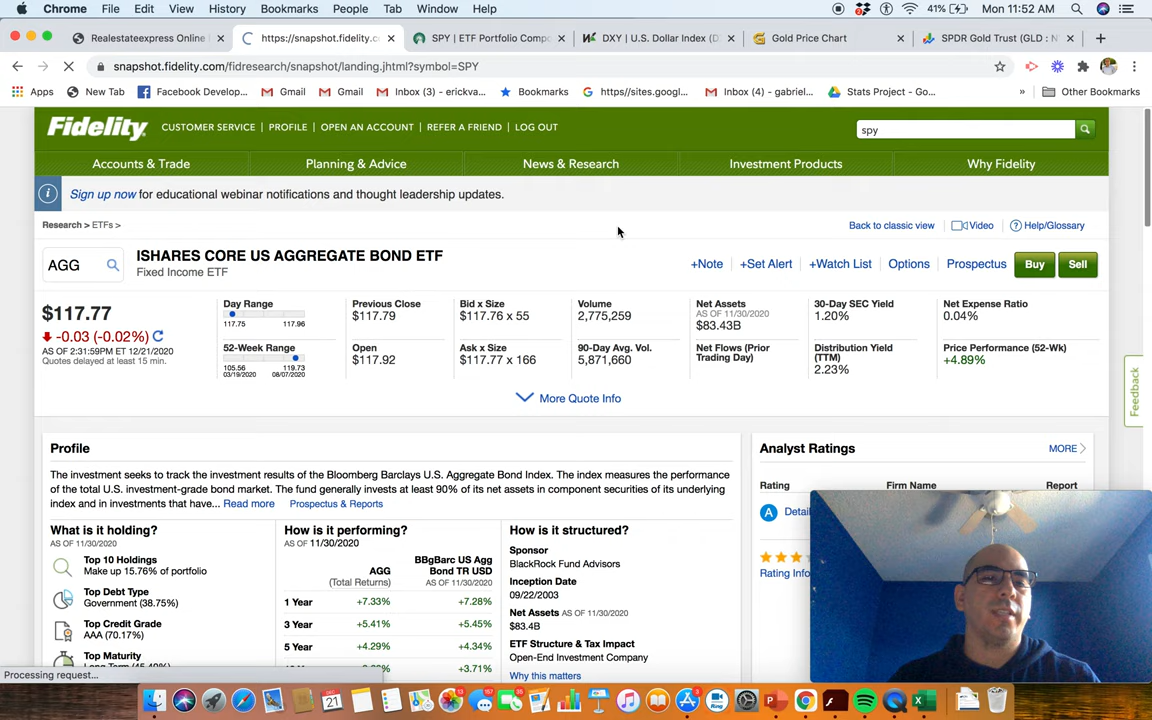 Chrome File Edit View History Bookmarks People Tab Window Help 41% Mon 11:52 AM
Realestateexpress Online
https://snapshot.fidelity.co
SPY | ETF Portfolio Compo
DXY | U.S. Dollar Index (D
Gold Price Chart
SPDR Gold Trust (GLD : N
snapshot.fidelity.com/fidresearch/snapshot/landing.jhtml?symbol=SPY
Apps New Tab Facebook Develop... Gmail Gmail Inbox (3) - erickva... Bookmarks https//sites.googl... Inbox (4) - gabriel... Stats Project - Go... » Other Bookmarks
Fidelity
CUSTOMER SERVICE | PROFILE | OPEN AN ACCOUNT | REFER A FRIEND | LOG OUT
spy
Accounts & Trade Planning & Advice News & Research Investment Products Why Fidelity
Sign up now for educational webinar notifications and thought leadership updates.
Research > ETFs >
Back to classic view Video Help/Glossary
AGG
ISHARES CORE US AGGREGATE BOND ETF
Fixed Income ETF
+Note +Set Alert +Watch List Options Prospectus Buy Sell
$117.77
-0.03 (-0.02%)
AS OF 2:31:59PM ET 12/21/2020
Quotes delayed at least 15 min.
Day Range
117.75 117.96
52-Week Range
105.56 119.73
03/19/2020 08/07/2020
Previous Close
$117.79
Open
$117.92
Bid x Size
$117.76 x 55
Ask x Size
$117.77 x 166
Volume
2,775,259
90-Day Avg. Vol.
5,871,660
Net Assets
AS OF 11/30/2020
$83.43B
Net Flows (Prior
Trading Day)
30-Day SEC Yield
1.20%
Distribution Yield
(TTM)
2.23%
Net Expense Ratio
0.04%
Price Performance (52-Wk)
+4.89%
More Quote Info
Feedback
Profile
The investment seeks to track the investment results of the Bloomberg Barclays U.S. Aggregate Bond Index. The index measures the performance
of the total U.S. investment-grade bond market. The fund generally invests at least 90% of its net assets in component securities of its underlying
index and in investments that have... Read more Prospectus & Reports
What is it holding?
AS OF 11/30/2020
Top 10 Holdings
Make up 15.76% of portfolio
Top Debt Type
Government (38.75%)
Top Credit Grade
AAA (70.17%)
Top Maturity
How is it performing?
AS OF 11/30/2020
AGG
(Total Returns)
BBgBarc US Agg
Bond TR USD
AS OF 11/30/2020
1 Year +7.33% +7.28%
3 Year +5.41% +5.45%
5 Year +4.29% +4.34%
+3.71%
How is it structured?
Sponsor
BlackRock Fund Advisors
Inception Date
09/22/2003
Net Assets AS OF 11/30/2020
$83.4B
ETF Structure & Tax Impact
Open-End Investment Company
Why this matters
Analyst Ratings
MORE
Rating Firm Name Report
A Detail
Rating Info
Processing request...